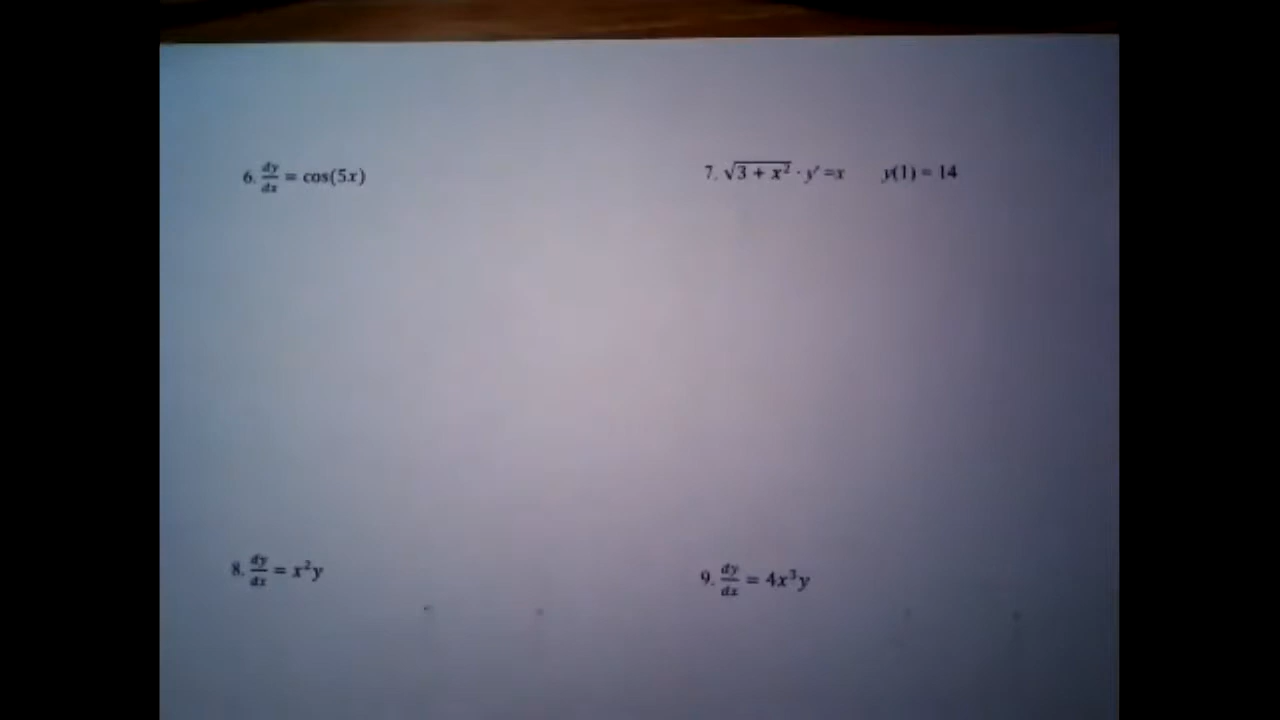 6. dy/dx = cos(5x)
7. √(3 + x²) · y' =x y(1) = 14
8. dy/dx = x²y
9. dy/dx = 4x³y